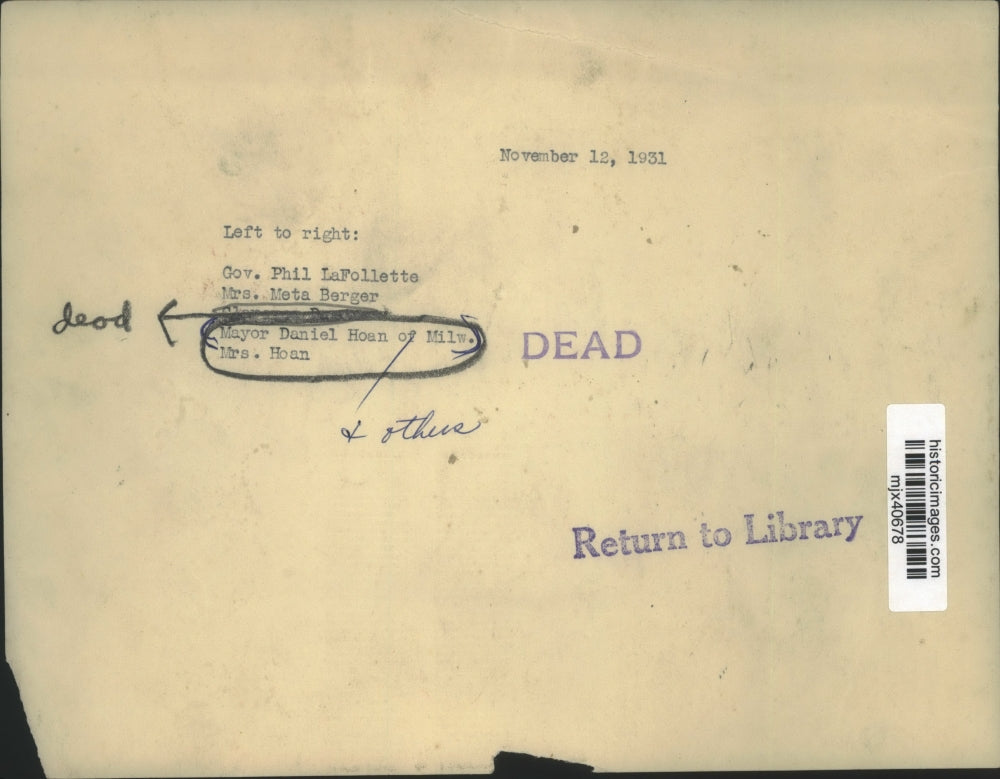 November 12, 1931
Left to right:
Gov. Phil LaFollette
Mrs. Meta Berger
dead
Mayor Daniel Hoan of Milw.
Mrs. Hoan
DEAD
& others
Return to Library
historicimages.com
mjx40678